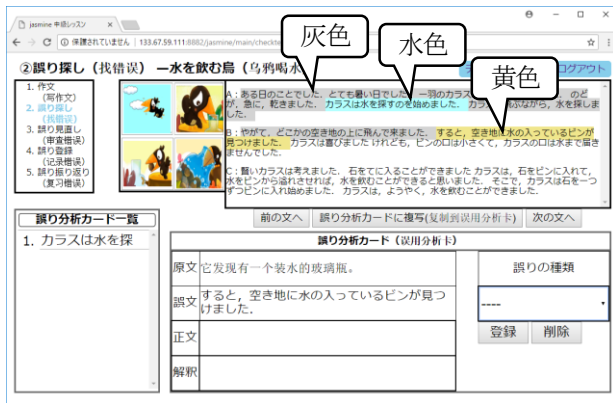 jasmine 中級レッスン
保護されていません | 133.67.59.111:8882/jasmine/main/checkte
灰色
水色
黄色
②誤り探し（找错误）—水を飲む鳥（乌鸦喝水
ログアウト
1. 作文
（写作文）
2. 誤り探し
（找错误）
3. 誤り見直し
（审查错误）
4. 誤り登録
（记录错误）
5. 誤り振り返り
（复习错误）
A：ある日のことでした．とても暑い日でした．一羽のカラス
のど
が，急に，乾きました．カラスは水を探すのを始めました．カラ
ながら，水を探しま
した．
B：やがて，どこかの空き地の上に飛んで来ました．すると，空き地に水の入っているビンが
見つけました．カラスは喜びました けれども，ビンの口は小さくて，カラスの口は水まで届き
ませんでした．
C：賢いカラスは考えました．石をてに入ることができました カラスは，石をビンに入れて，
水をビンから溢れさせれば，水を飲むことができると思いました．そこで，カラスは石を一つ
ずつビンに入れ始めました．カラスは，ようやく，水を飲むことができました．
前の文へ
誤り分析カードに複写(复制到误用分析卡)
次の文へ
誤り分析カード一覧
1. カラスは水を探
誤り分析カード（误用分析卡）
原文 它发现有一个装水的玻璃瓶。
誤文 すると，空き地に水の入っているビンが見つ
けました．
正文
解釈
誤りの種類
----
登録 削除